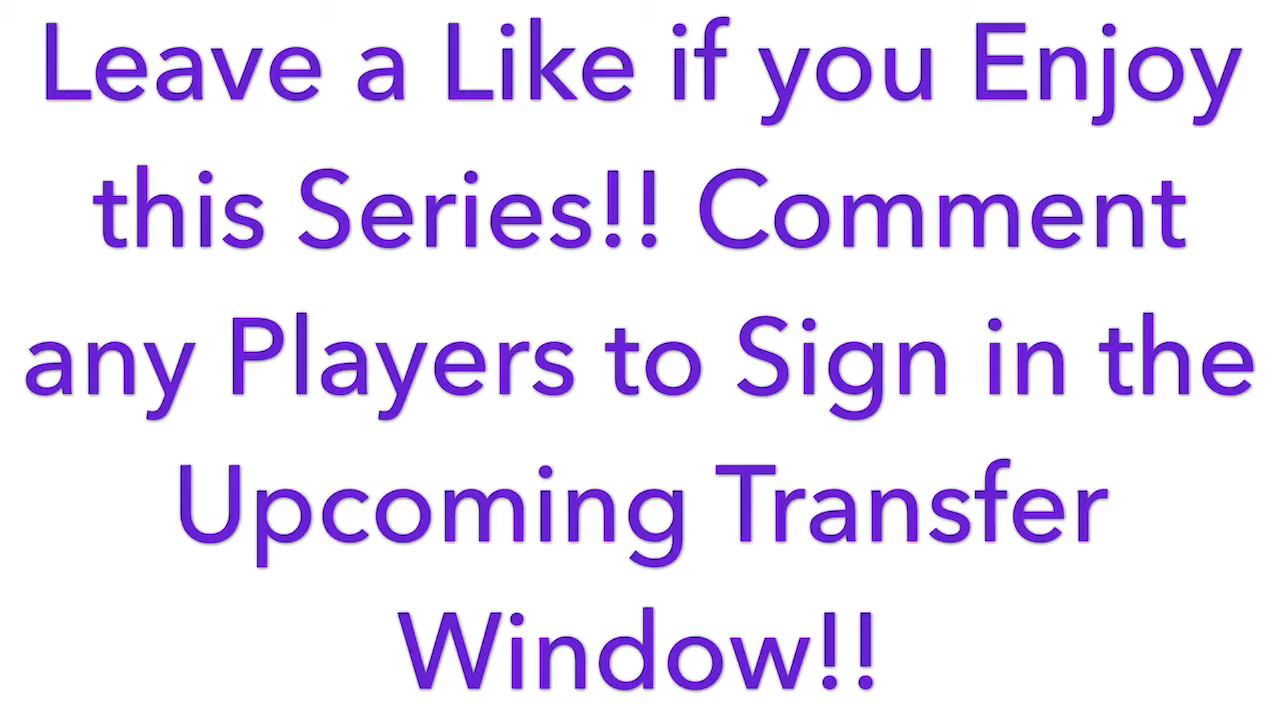 Leave a Like if you Enjoy
this Series!! Comment
any Players to Sign in the
Upcoming Transfer
Window!!